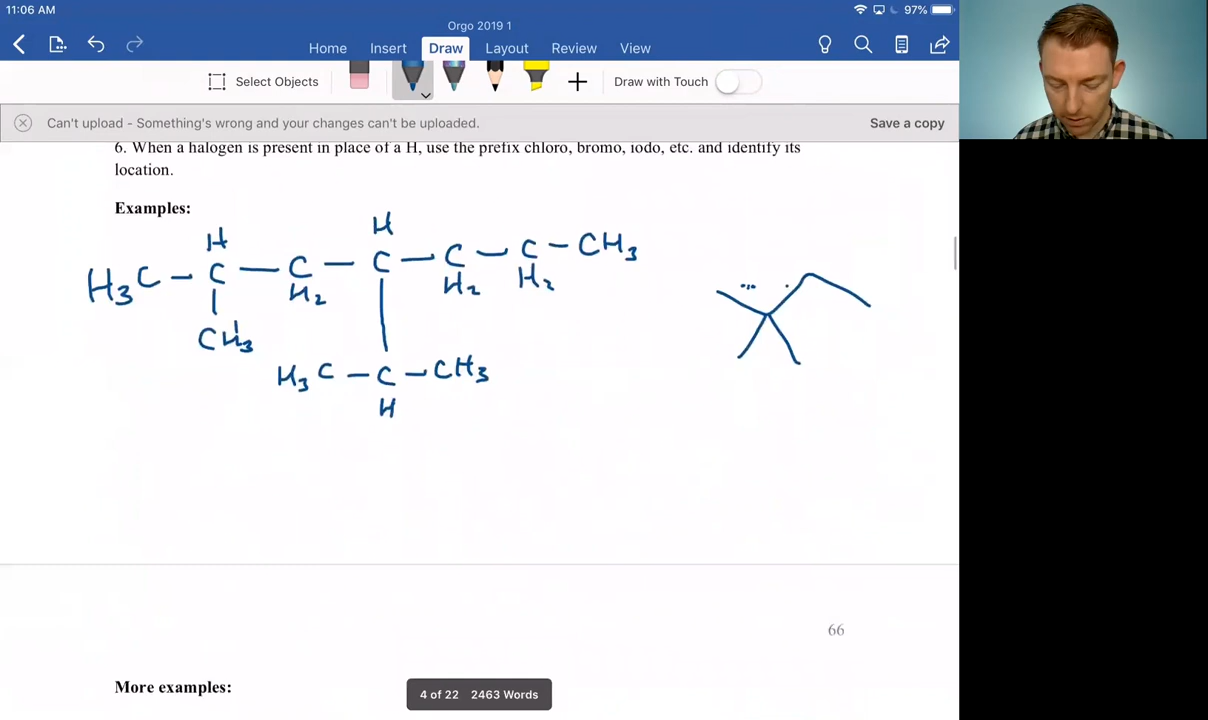 11:06 AM
97%
Orgo 2019 1
Home Insert Draw Layout Review View
Select Objects
Draw with Touch
Can't upload - Something's wrong and your changes can't be uploaded.
Save a copy
6. When a halogen is present in place of a H, use the prefix chloro, bromo, iodo, etc. and identify its
location.
Examples:
H H
H3C - C - C - C - C - C - CH3
H2 H2 H2
CH3
H3C - C - CH3
H
66
More examples:
4 of 22 2463 Words